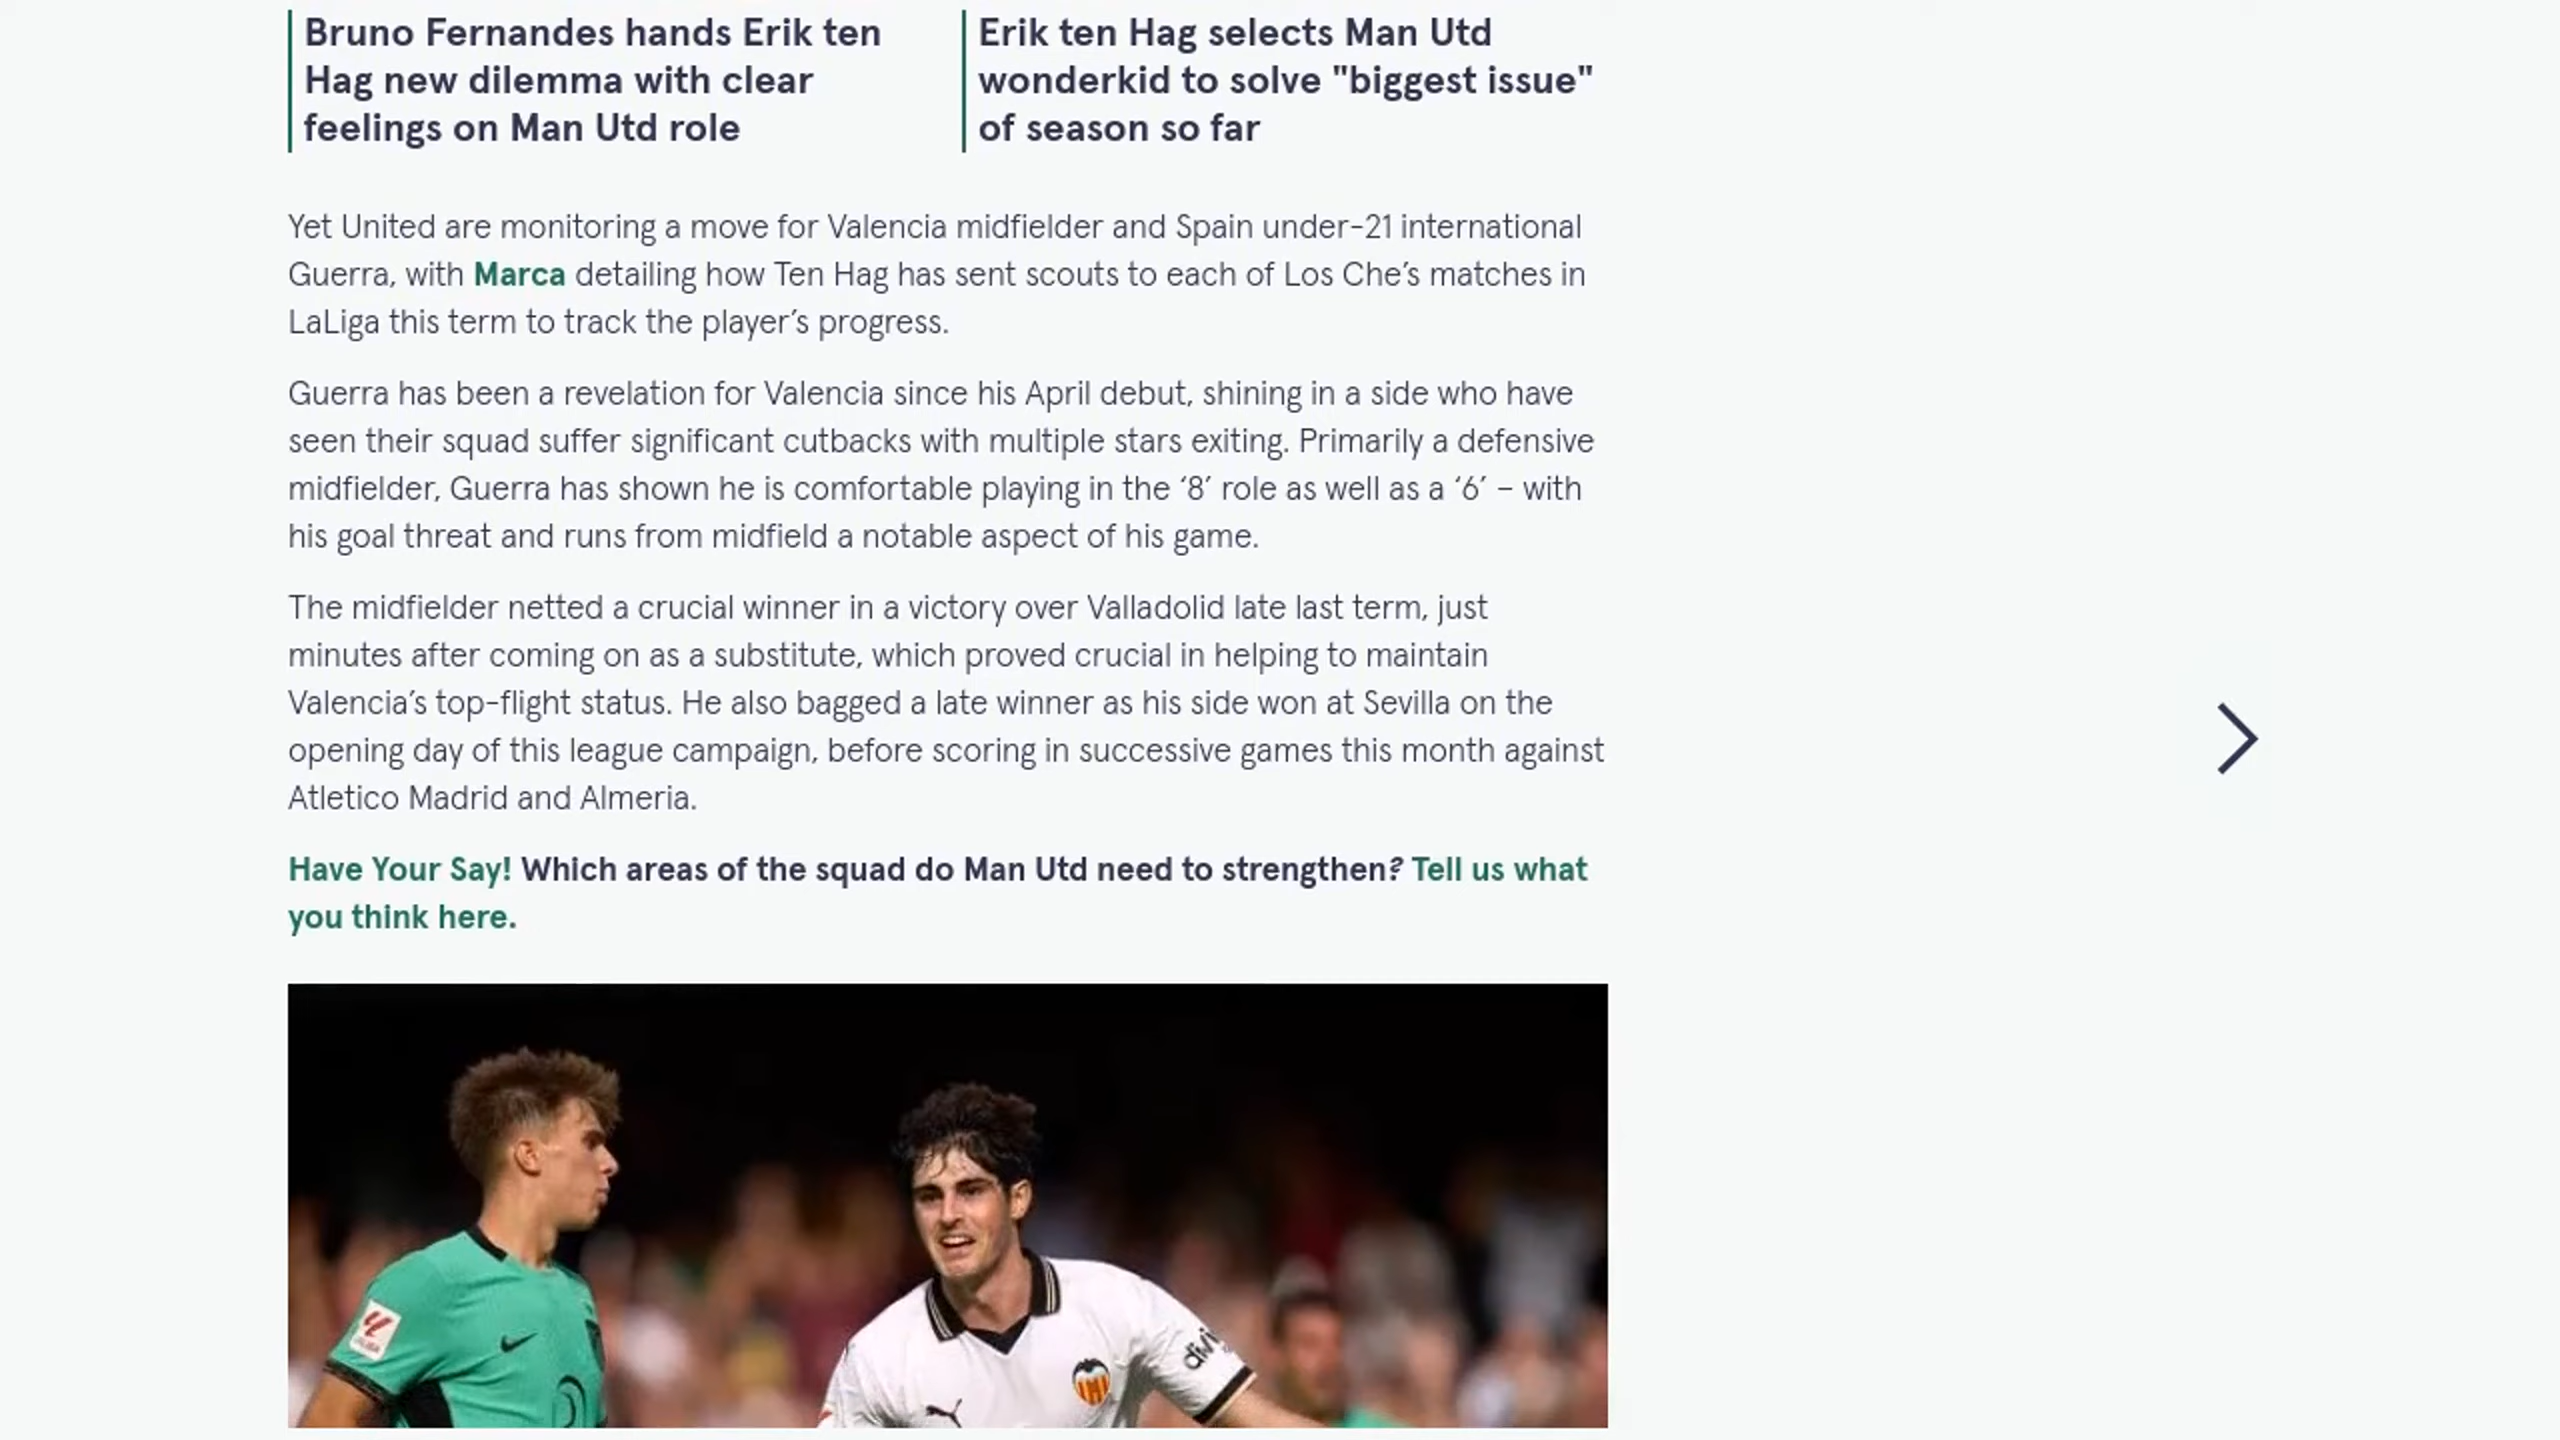 Bruno Fernandes hands Erik ten
Hag new dilemma with clear
feelings on Man Utd role
Erik ten Hag selects Man Utd
wonderkid to solve "biggest issue"
of season so far
Yet United are monitoring a move for Valencia midfielder and Spain under-21 international
Guerra, with Marca detailing how Ten Hag has sent scouts to each of Los Che’s matches in
LaLiga this term to track the player’s progress.
Guerra has been a revelation for Valencia since his April debut, shining in a side who have
seen their squad suffer significant cutbacks with multiple stars exiting. Primarily a defensive
midfielder, Guerra has shown he is comfortable playing in the ‘8’ role as well as a ‘6’ – with
his goal threat and runs from midfield a notable aspect of his game.
The midfielder netted a crucial winner in a victory over Valladolid late last term, just
minutes after coming on as a substitute, which proved crucial in helping to maintain
Valencia’s top-flight status. He also bagged a late winner as his side won at Sevilla on the
opening day of this league campaign, before scoring in successive games this month against
Atletico Madrid and Almeria.
Have Your Say! Which areas of the squad do Man Utd need to strengthen? Tell us what
you think here.